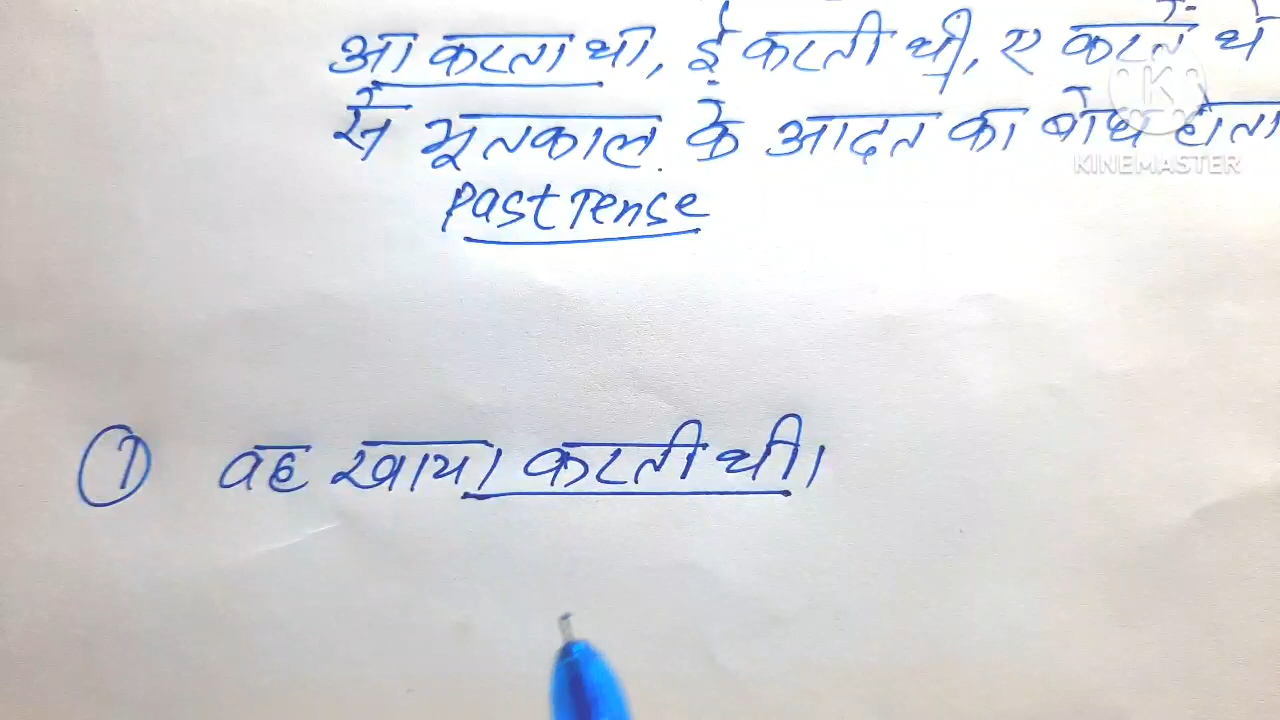 आ करता था, ई करती थी, ए करते थे
से भूतकाल के आदत का बोध होता
KINEMASTER
Past Tense
① वह खाया करती थी।